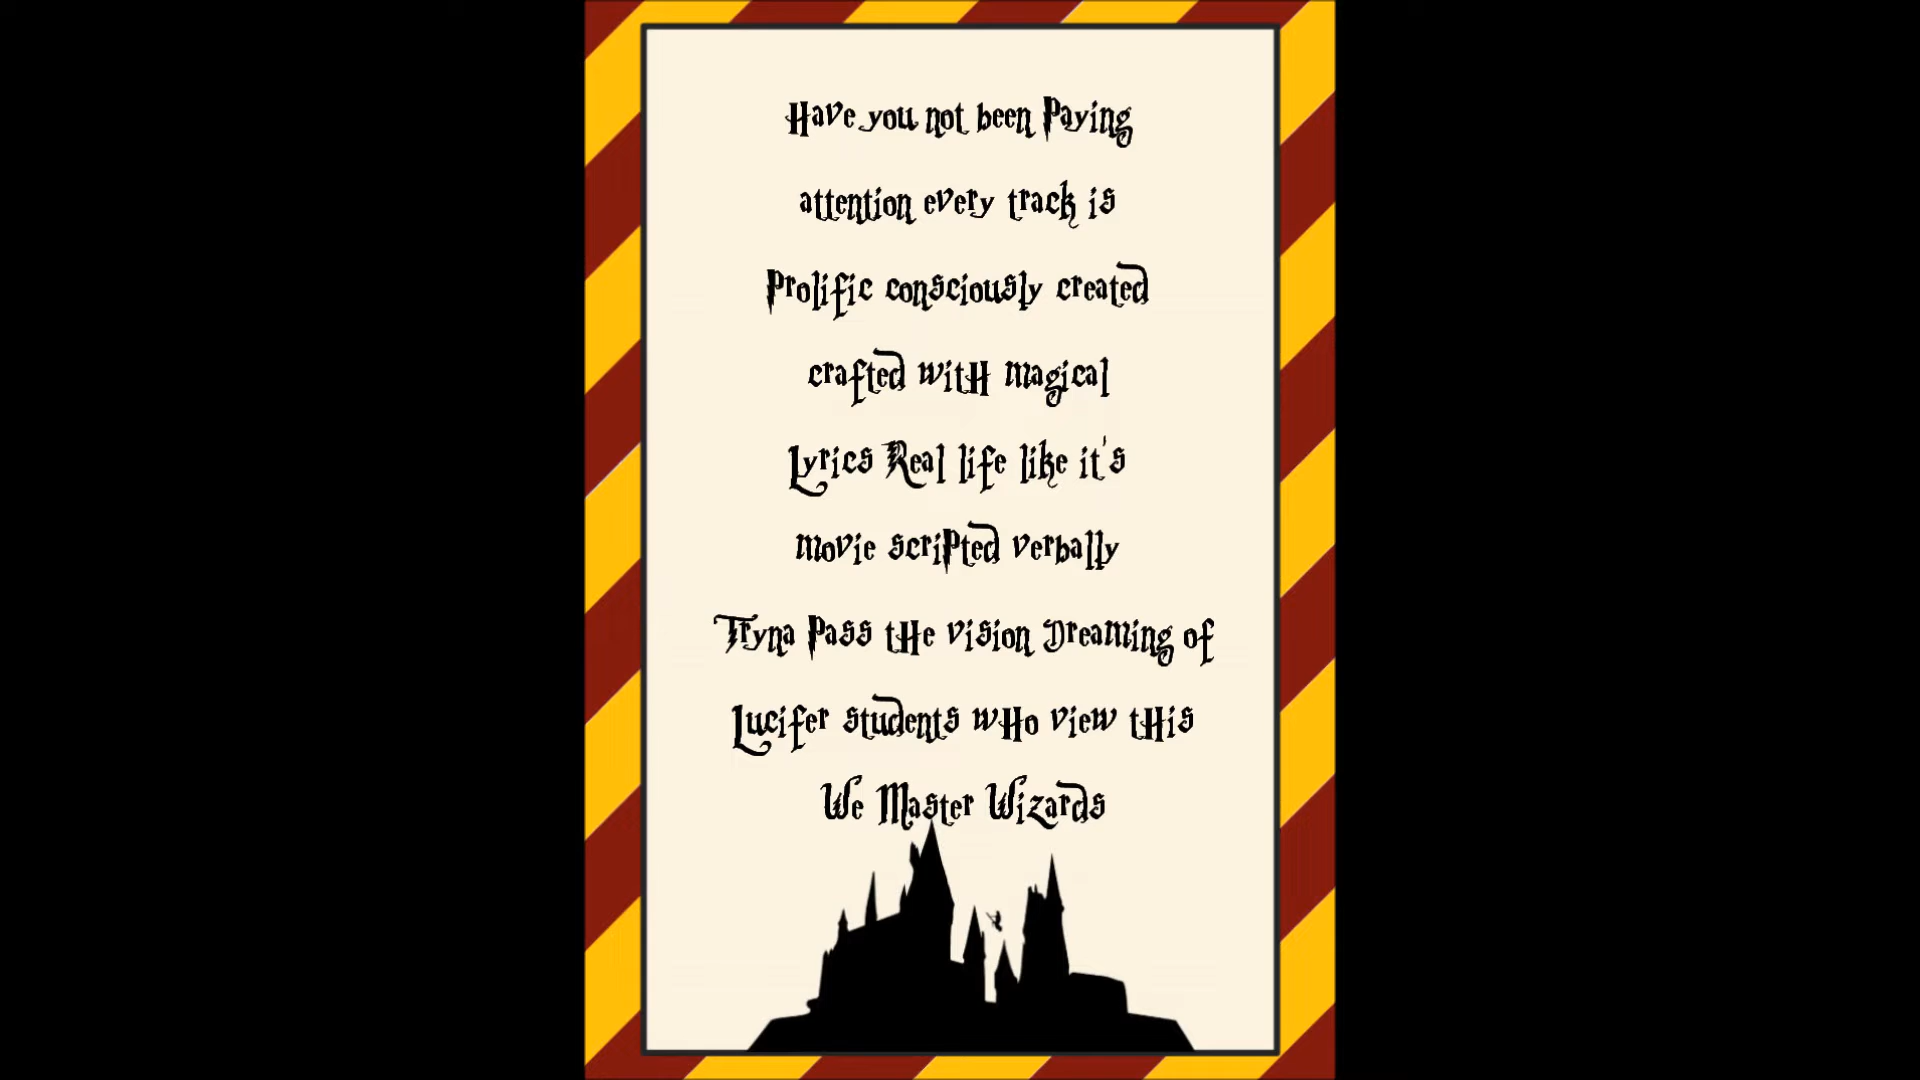 Have you not been Paying
attention every track is
Prolific consciously created
crafted with magical
Lyrics Real life like it's
movie scripted verbally
Tryna Pass the vision Dreaming of
Lucifer students who view this
We Master Wizards